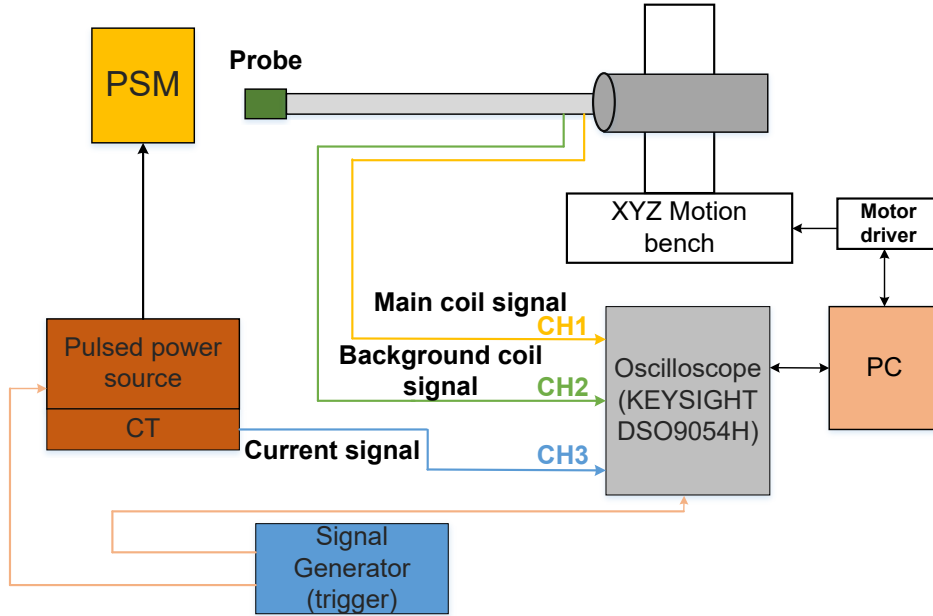 PSM
Probe
XYZ Motion
bench
Motor
driver
Main coil signal
CH1
Background coil
signal
CH2
Pulsed power
source
CT
Current signal
CH3
Oscilloscope
(KEYSIGHT
DSO9054H)
PC
Signal
Generator
(trigger)